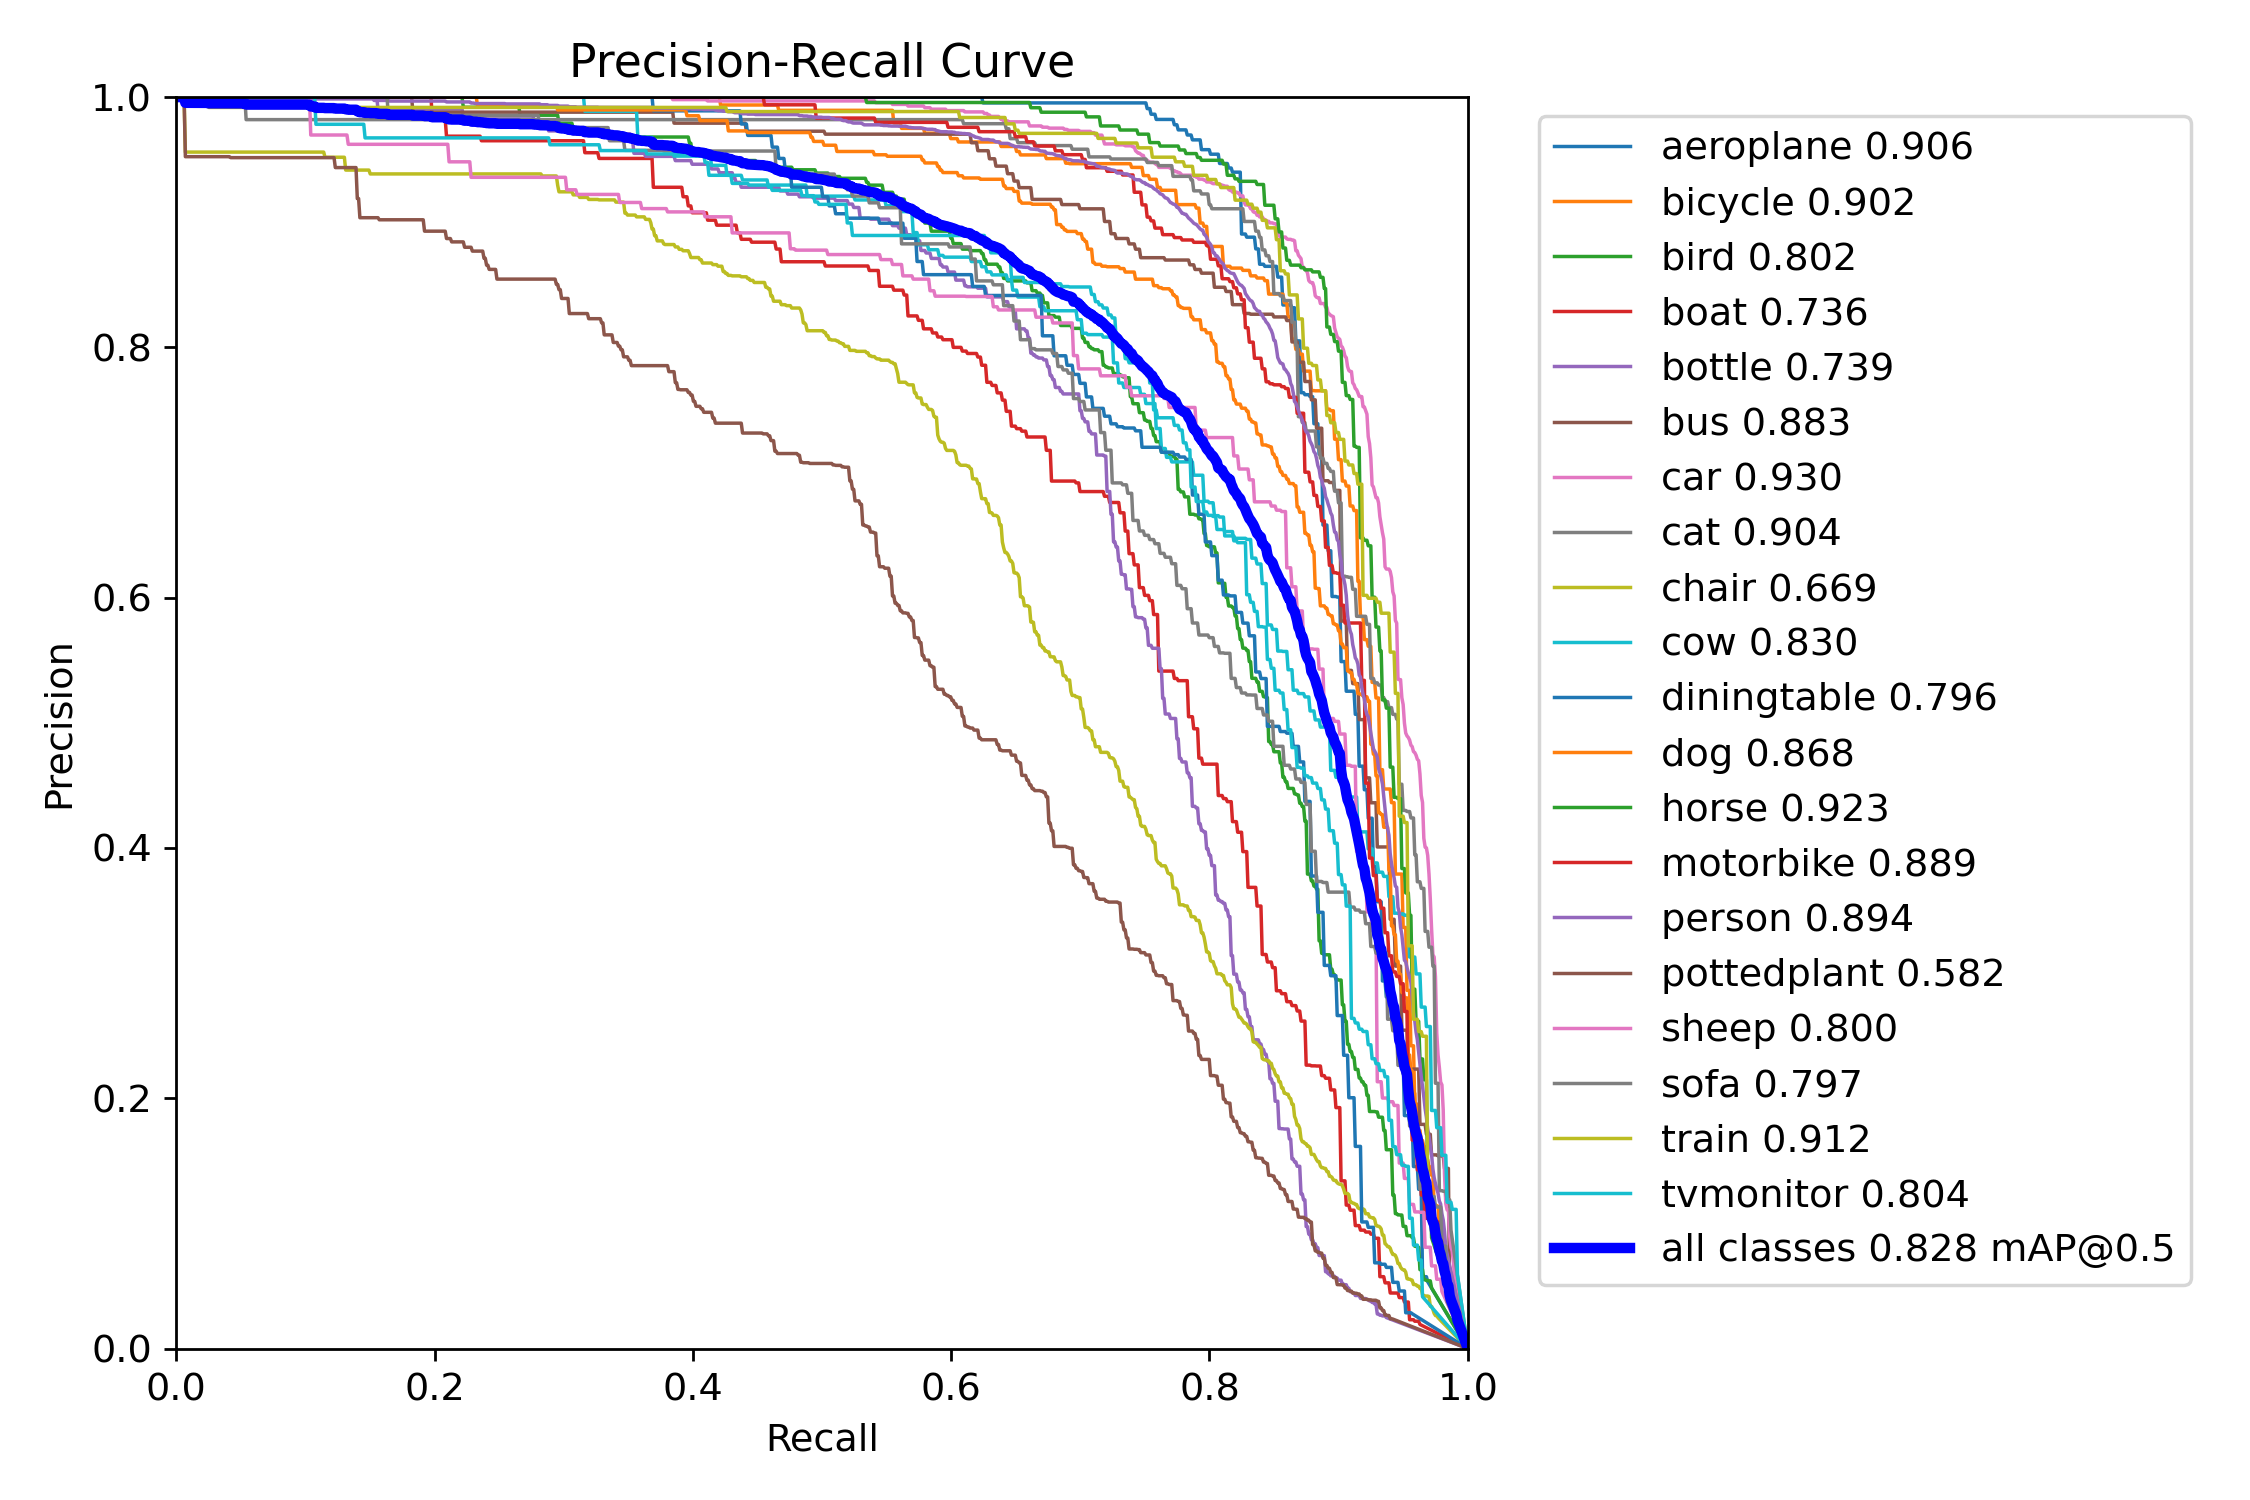 Precision-Recall Curve
1.0
0.8
0.6
0.4
0.2
0.0
Precision
0.0 0.2 0.4 0.6 0.8 1.0
Recall
aeroplane 0.906
bicycle 0.902
bird 0.802
boat 0.736
bottle 0.739
bus 0.883
car 0.930
cat 0.904
chair 0.669
cow 0.830
diningtable 0.796
dog 0.868
horse 0.923
motorbike 0.889
person 0.894
pottedplant 0.582
sheep 0.800
sofa 0.797
train 0.912
tvmonitor 0.804
all classes 0.828 mAP@0.5